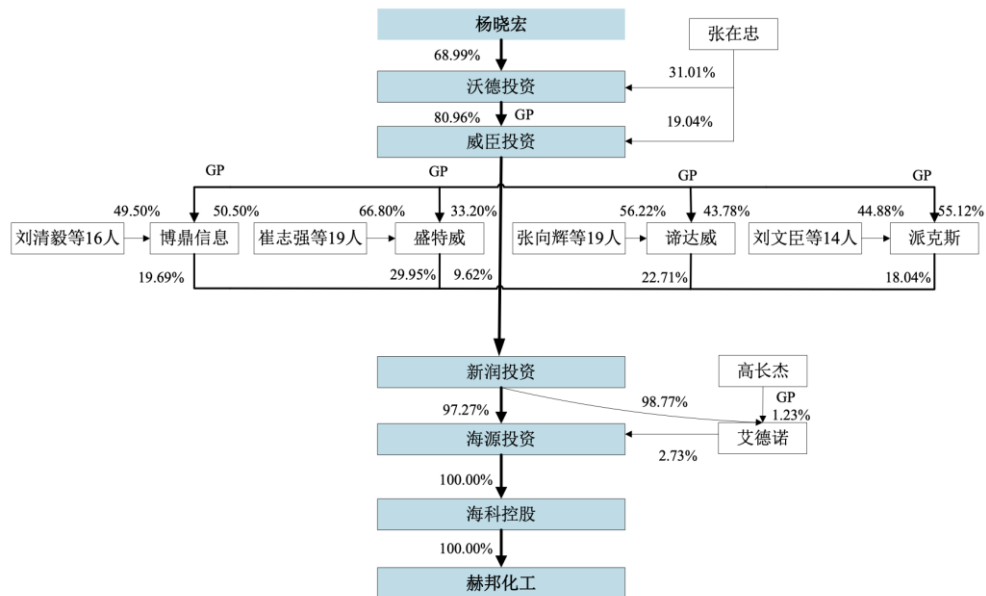 杨晓宏
张在忠
68.99%
31.01%
沃德投资
80.96%
GP
19.04%
威臣投资
GP
GP
GP
GP
49.50%
50.50%
66.80%
33.20%
56.22%
43.78%
44.88%
55.12%
刘清毅等16人
博鼎信息
崔志强等19人
盛特威
张向辉等19人
谛达威
刘文臣等14人
派克斯
19.69%
29.95%
9.62%
22.71%
18.04%
新润投资
高长杰
GP
98.77%
1.23%
97.27%
海源投资
艾德诺
2.73%
100.00%
海科控股
100.00%
赫邦化工